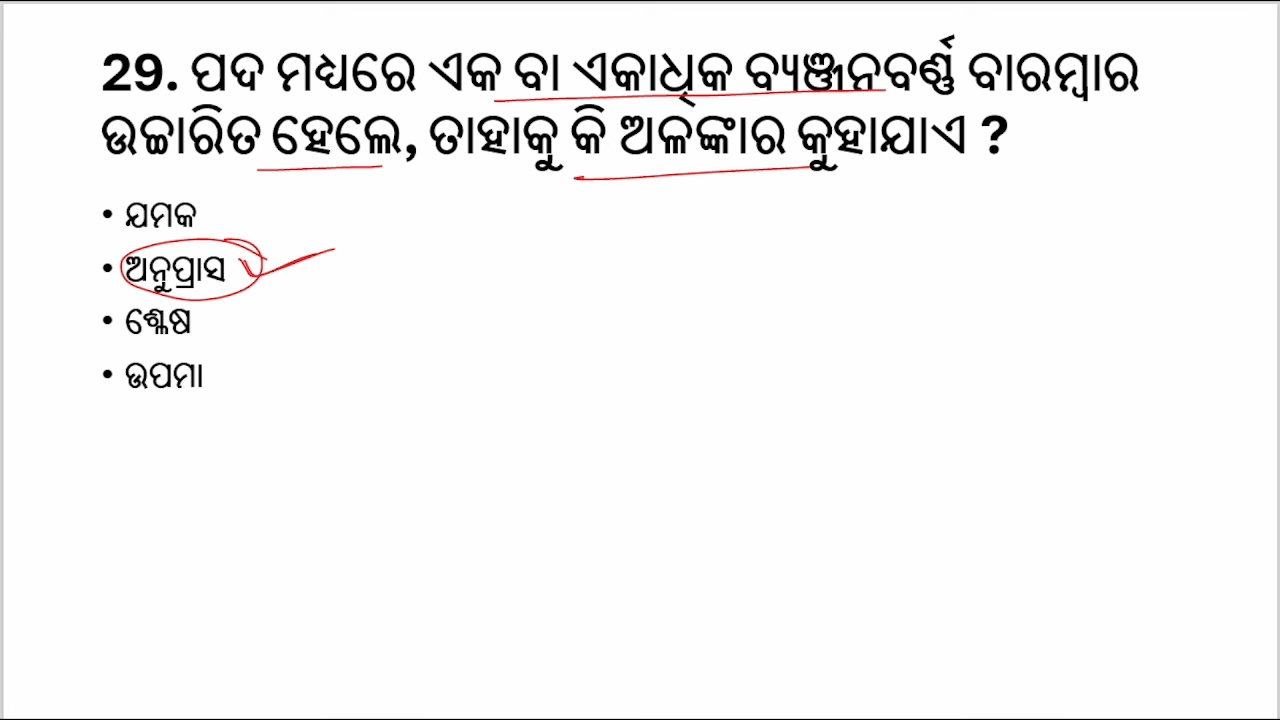 29. ପଦ ମଧ୍ୟରେ ଏକ ବା ଏକାଧିକ ବ୍ୟଞ୍ଜନବର୍ଣ୍ଣ ବାରମ୍ବାର
ଉଚ୍ଚାରିତ ହେଲେ, ତାହାକୁ କି ଅଳଙ୍କାର କୁହାଯାଏ ?
• ଯମକ
• ଅନୁପ୍ରାସ
• ଶ୍ଳେଷ
• ଉପମା